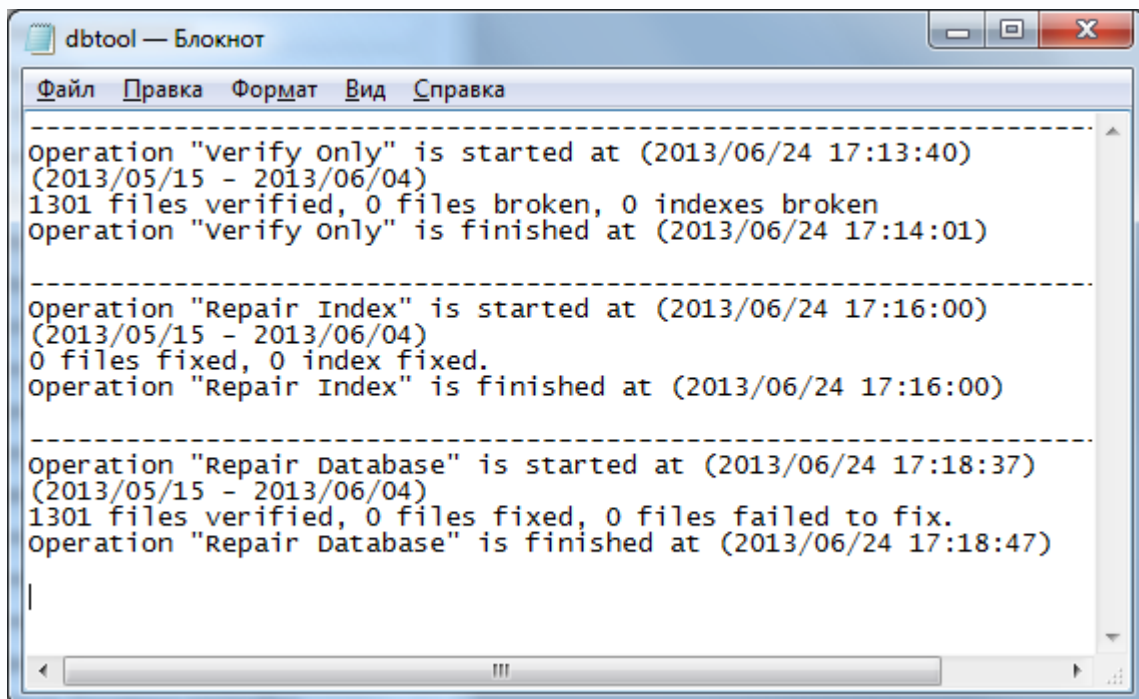 dbtool — Блокнот
Файл Правка Формат Вид Справка
--------------------------------------------------------------------
Operation "Verify Only" is started at (2013/06/24 17:13:40)
(2013/05/15 - 2013/06/04)
1301 files verified, 0 files broken, 0 indexes broken
Operation "Verify Only" is finished at (2013/06/24 17:14:01)
--------------------------------------------------------------------
Operation "Repair Index" is started at (2013/06/24 17:16:00)
(2013/05/15 - 2013/06/04)
0 files fixed, 0 index fixed.
Operation "Repair Index" is finished at (2013/06/24 17:16:00)
--------------------------------------------------------------------
Operation "Repair Database" is started at (2013/06/24 17:18:37)
(2013/05/15 - 2013/06/04)
1301 files verified, 0 files fixed, 0 files failed to fix.
Operation "Repair Database" is finished at (2013/06/24 17:18:47)